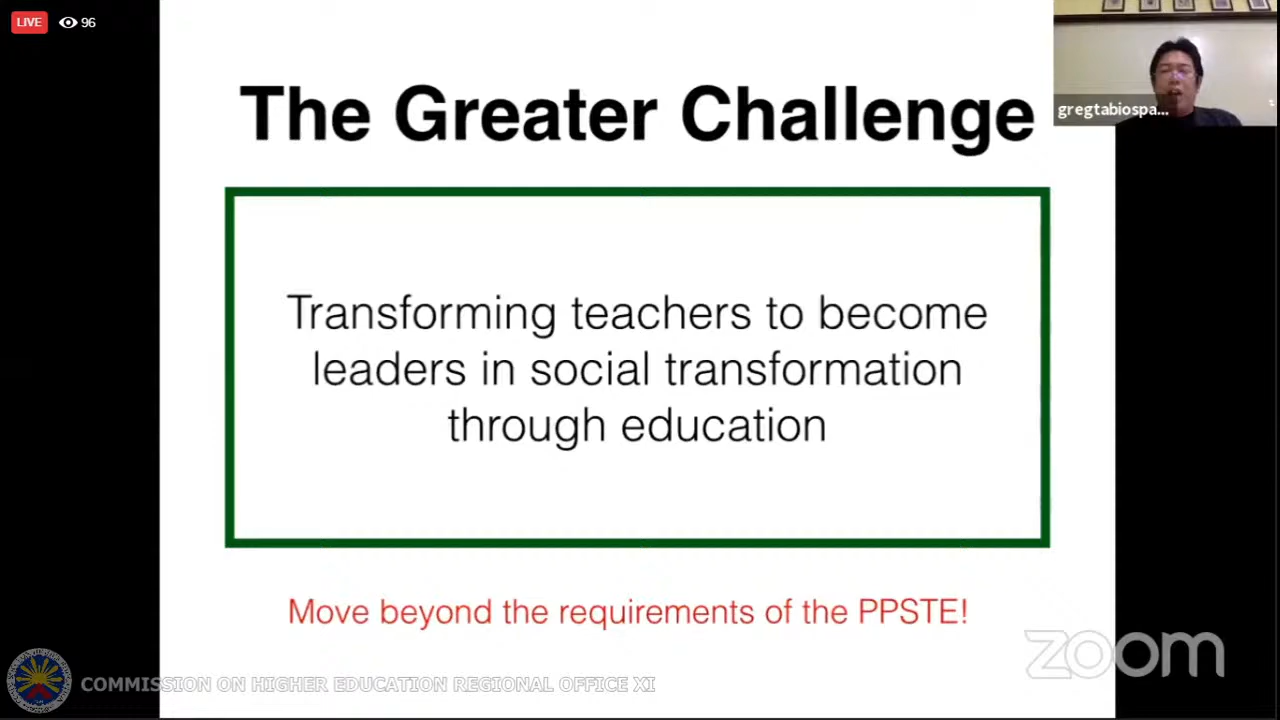 LIVE 96
The Greater Challenge
gregtabiospa...
Transforming teachers to become
leaders in social transformation
through education
Move beyond the requirements of the PPSTE!
zoom
COMMISSION ON HIGHER EDUCATION REGIONAL OFFICE XI